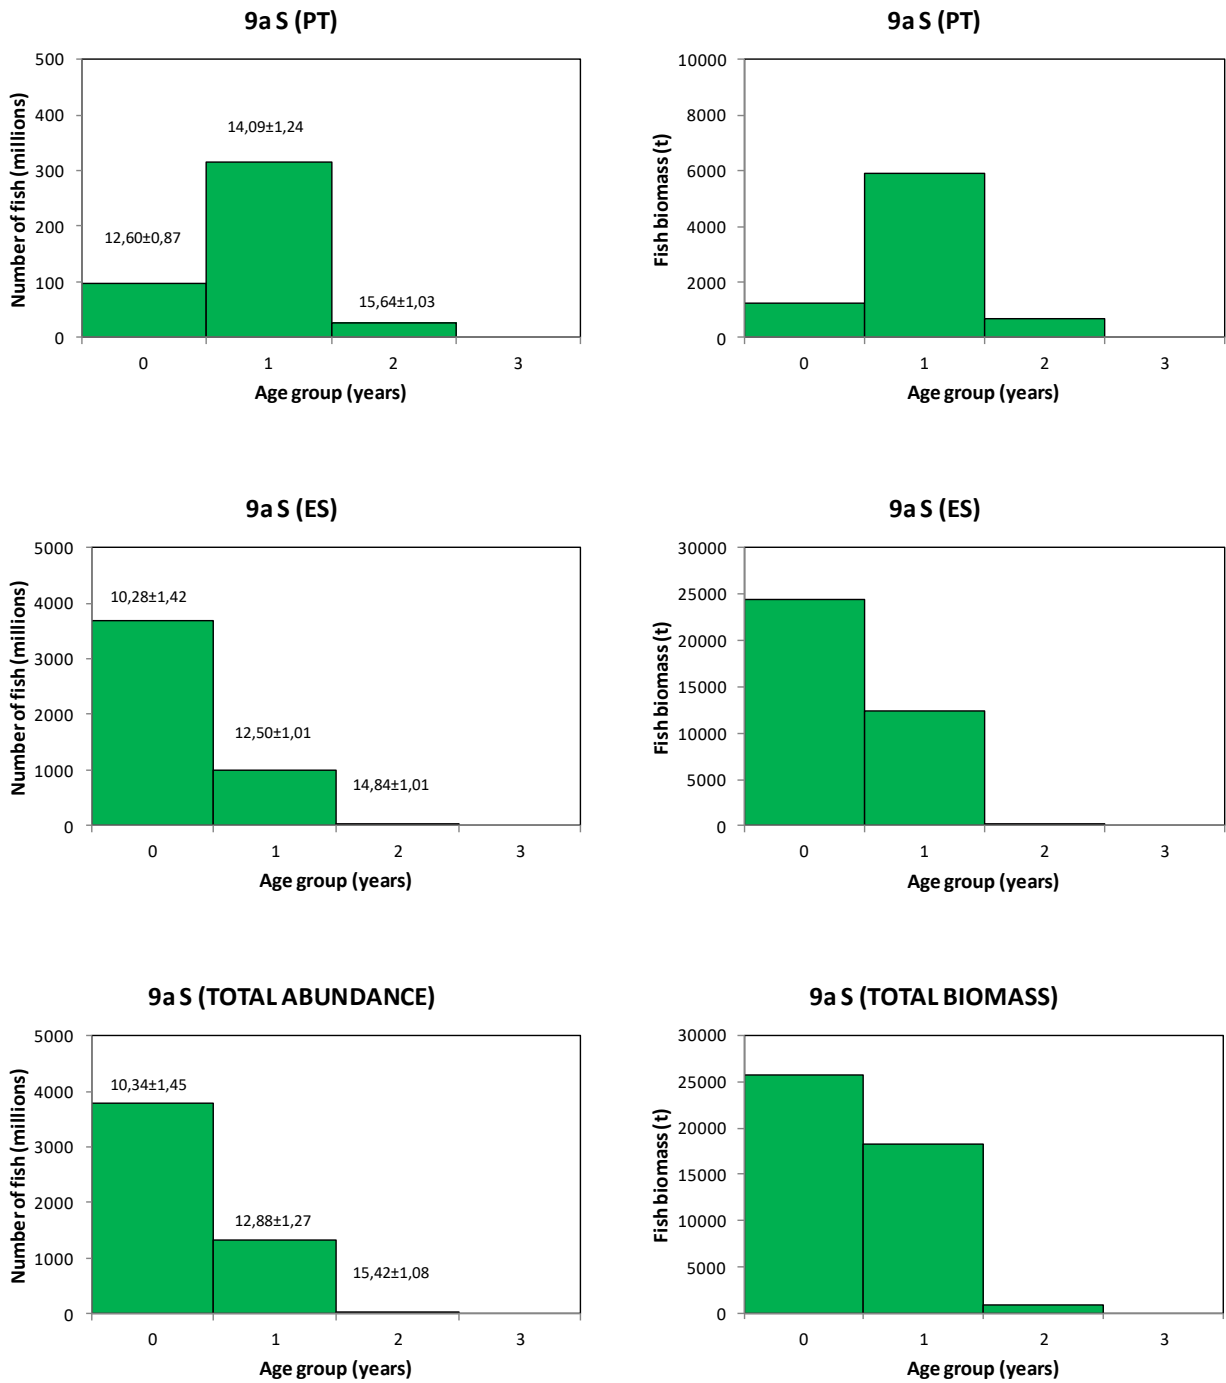 9a S (PT)
500
400
300
200
100
0
Number of fish (millions)
12,60±0,87
14,09±1,24
15,64±1,03
0 1 2 3
Age group (years)
9a S (PT)
10000
8000
6000
4000
2000
0
Fish biomass (t)
0 1 2 3
Age group (years)
9a S (ES)
5000
4000
3000
2000
1000
0
Number of fish (millions)
10,28±1,42
12,50±1,01
14,84±1,01
0 1 2 3
Age group (years)
9a S (ES)
30000
25000
20000
15000
10000
5000
0
Fish biomass (t)
0 1 2 3
Age group (years)
9a S (TOTAL ABUNDANCE)
5000
4000
3000
2000
1000
0
Number of fish (millions)
10,34±1,45
12,88±1,27
15,42±1,08
0 1 2 3
Age group (years)
9a S (TOTAL BIOMASS)
30000
25000
20000
15000
10000
5000
0
Fish biomass (t)
0 1 2 3
Age group (years)